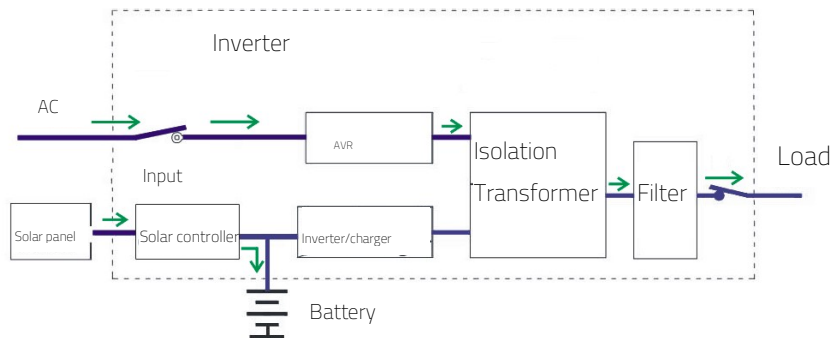 Inverter
AC
AVR
Isolation
Transformer
Input
Filter
Load
Solar panel
Solar controller
Inverter/charger
Battery